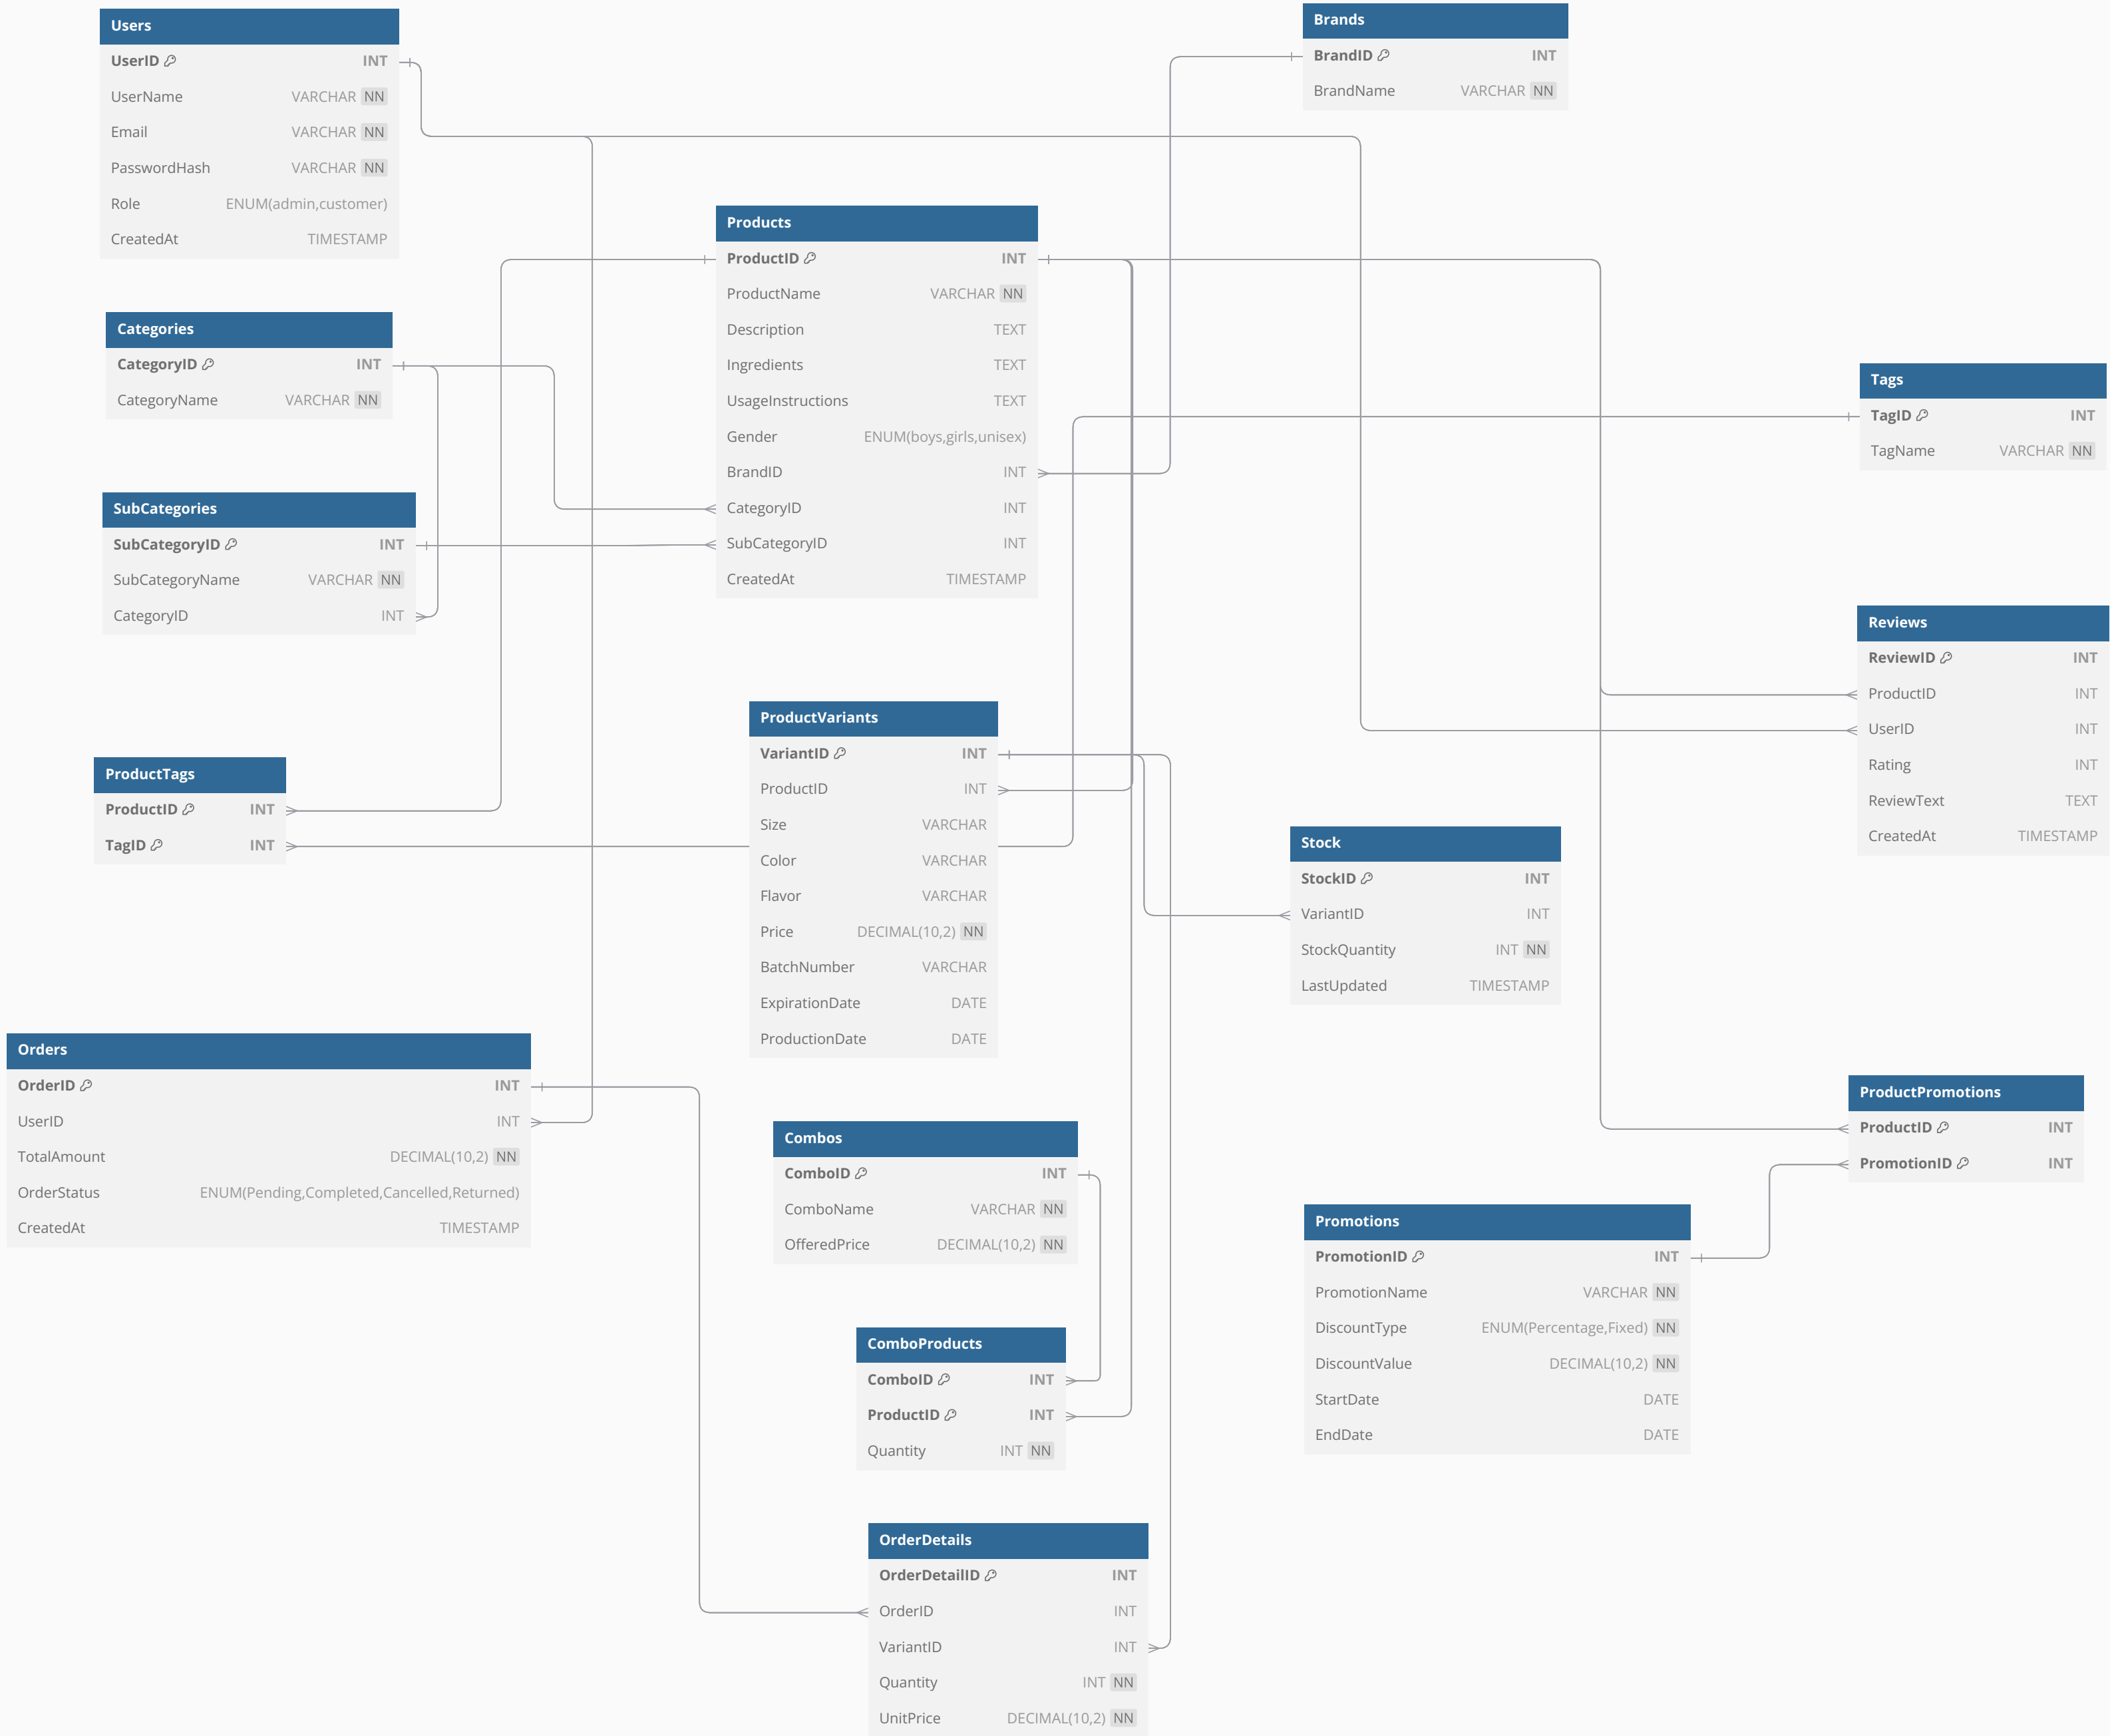 Users
UserID INT
UserName VARCHAR NN
Email VARCHAR NN
PasswordHash VARCHAR NN
Role ENUM(admin,customer)
CreatedAt TIMESTAMP
Brands
BrandID INT
BrandName VARCHAR NN
Products
ProductID INT
ProductName VARCHAR NN
Description TEXT
Ingredients TEXT
UsageInstructions TEXT
Gender ENUM(boys,girls,unisex)
BrandID INT
CategoryID INT
SubCategoryID INT
CreatedAt TIMESTAMP
Categories
CategoryID INT
CategoryName VARCHAR NN
Tags
TagID INT
TagName VARCHAR NN
SubCategories
SubCategoryID INT
SubCategoryName VARCHAR NN
CategoryID INT
Reviews
ReviewID INT
ProductID INT
UserID INT
Rating INT
ReviewText TEXT
CreatedAt TIMESTAMP
ProductVariants
VariantID INT
ProductID INT
Size VARCHAR
Color VARCHAR
Flavor VARCHAR
Price DECIMAL(10,2) NN
BatchNumber VARCHAR
ExpirationDate DATE
ProductionDate DATE
ProductTags
ProductID INT
TagID INT
Stock
StockID INT
VariantID INT
StockQuantity INT NN
LastUpdated TIMESTAMP
Orders
OrderID INT
UserID INT
TotalAmount DECIMAL(10,2) NN
OrderStatus ENUM(Pending,Completed,Cancelled,Returned)
CreatedAt TIMESTAMP
ProductPromotions
ProductID INT
PromotionID INT
Combos
ComboID INT
ComboName VARCHAR NN
OfferedPrice DECIMAL(10,2) NN
Promotions
PromotionID INT
PromotionName VARCHAR NN
DiscountType ENUM(Percentage,Fixed) NN
DiscountValue DECIMAL(10,2) NN
StartDate DATE
EndDate DATE
ComboProducts
ComboID INT
ProductID INT
Quantity INT NN
OrderDetails
OrderDetailID INT
OrderID INT
VariantID INT
Quantity INT NN
UnitPrice DECIMAL(10,2) NN